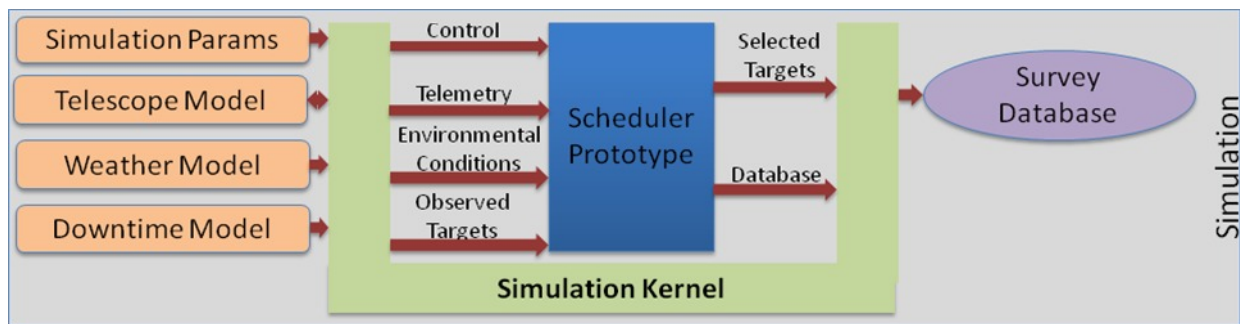 Simulation Params
Telescope Model
Weather Model
Downtime Model
Control
Telemetry
Environmental
Conditions
Observed
Targets
Scheduler
Prototype
Selected
Targets
Database
Simulation Kernel
Survey
Database
Simulation